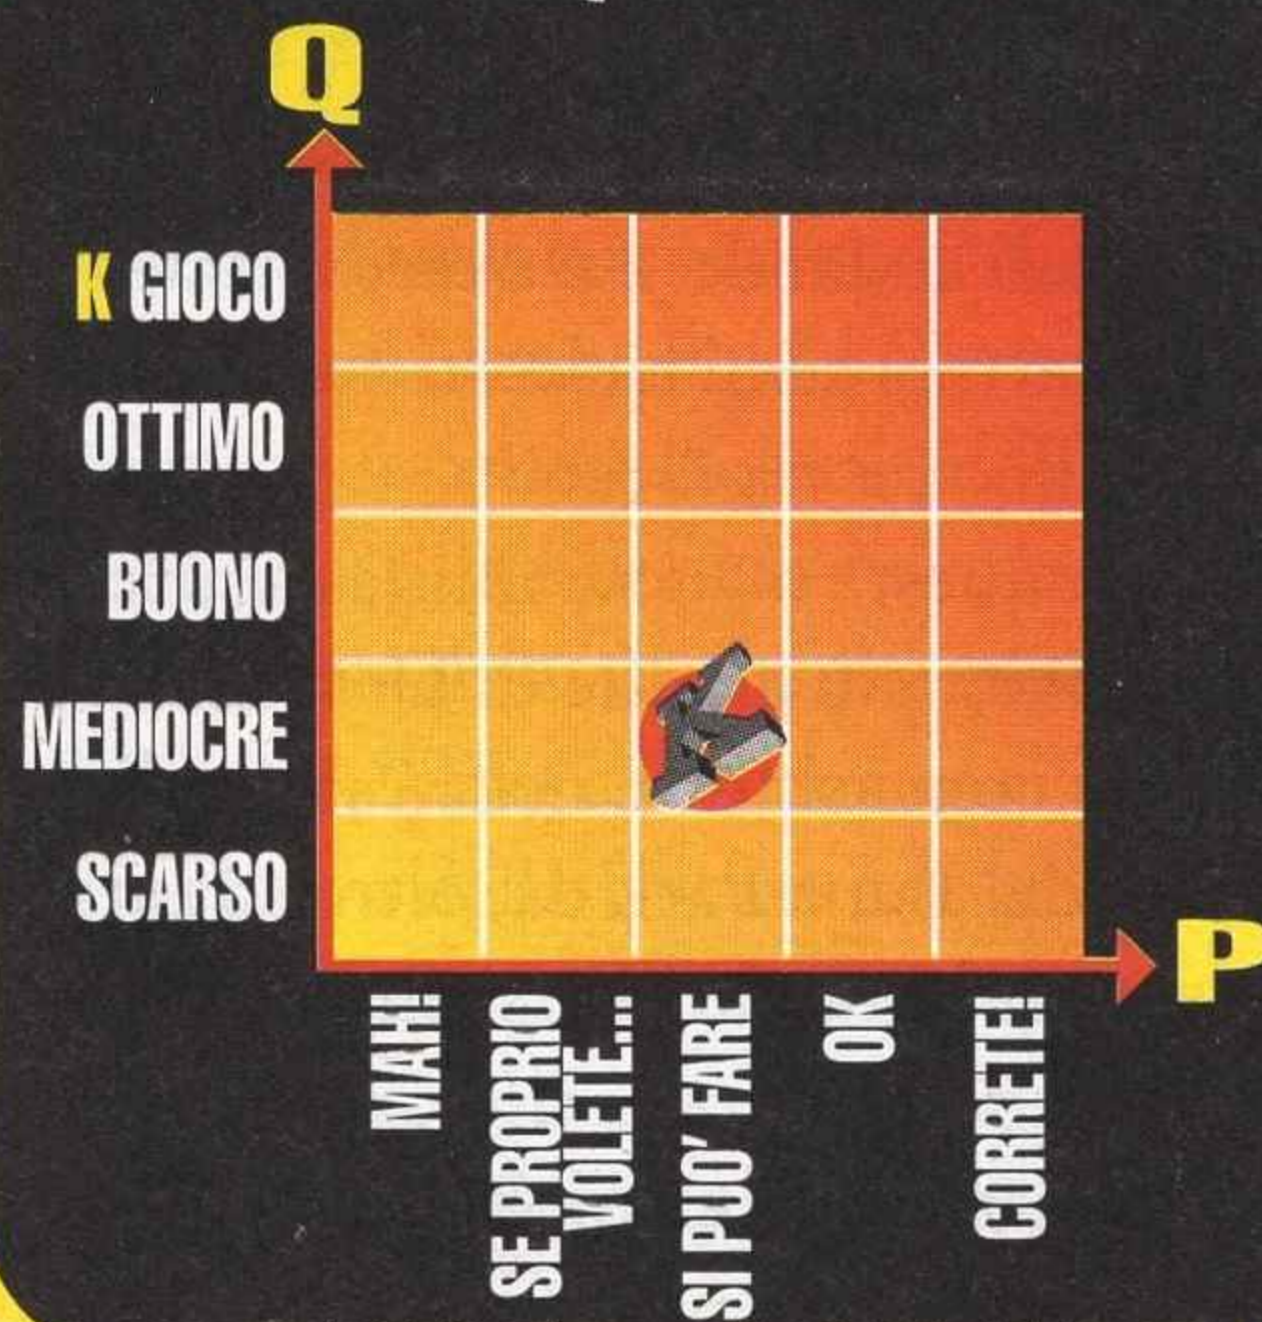 Q
K GIOCO
OTTIMO
BUONO
MEDIOCRE
SCARSO
P
MAH!
SE PROPRIO
VOLETE...
SI PUO' FARE
OK
CORRETE!